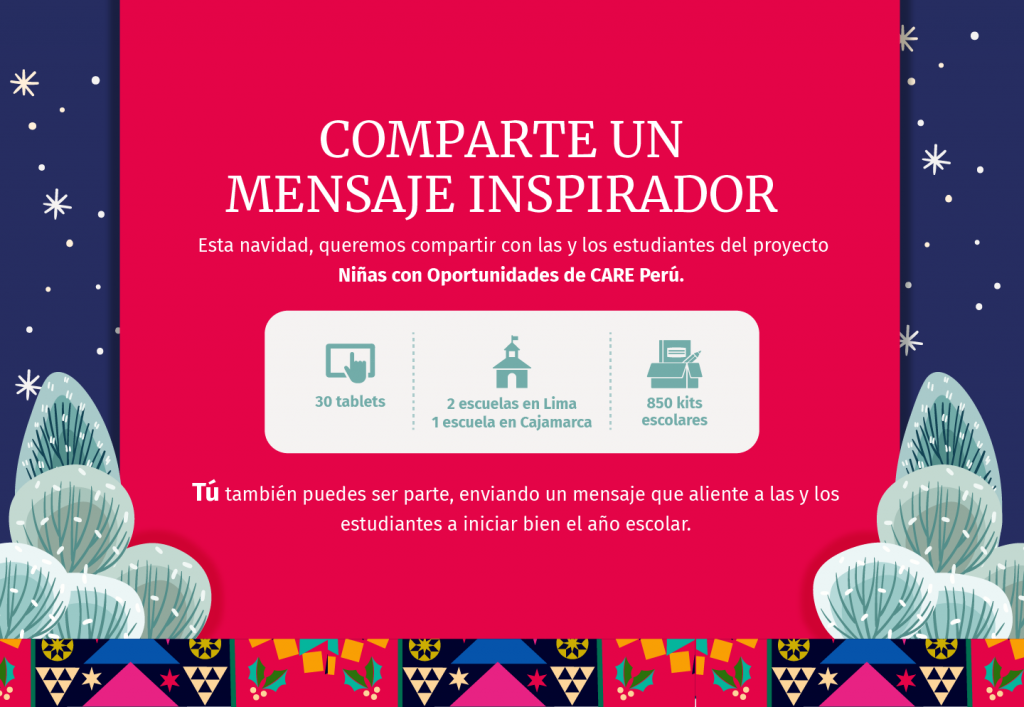 COMPARTE UN
MENSAJE INSPIRADOR
Esta navidad, queremos compartir con las y los estudiantes del proyecto
Niñas con Oportunidades de CARE Perú.
30 tablets
2 escuelas en Lima
1 escuela en Cajamarca
850 kits
escolares
Tú también puedes ser parte, enviando un mensaje que aliente a las y los
estudiantes a iniciar bien el año escolar.